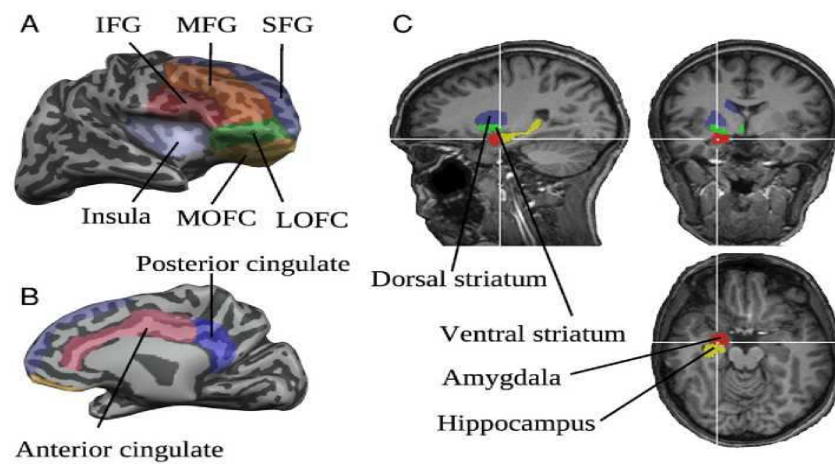 A
IFG MFG SFG
Insula MOFC LOFC
B
Posterior cingulate
Anterior cingulate
C
Dorsal striatum
Ventral striatum
Amygdala
Hippocampus